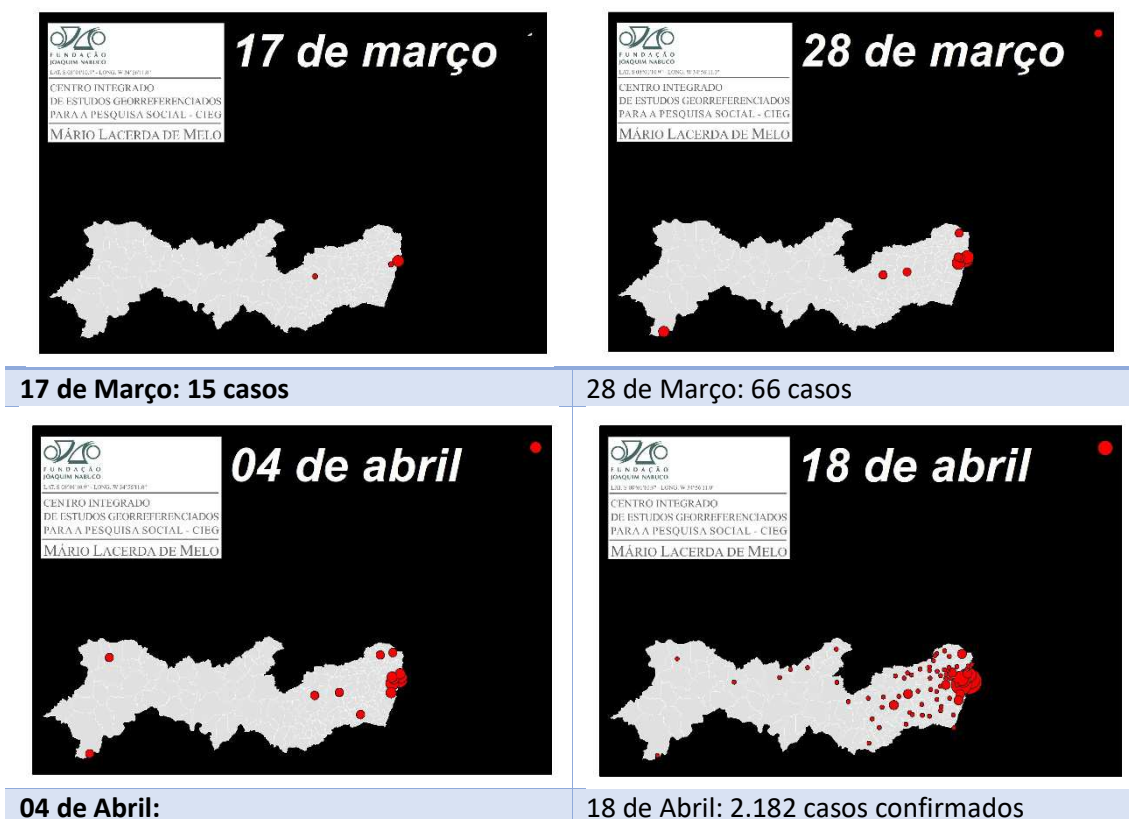 FUNDAÇÃO
JOAQUIM NABUCO
CENTRO INTEGRADO
DE ESTUDOS GEORREFERENCIADOS
PARA A PESQUISA SOCIAL - CIEG
MÁRIO LACERDA DE MELO
17 de março
FUNDAÇÃO
JOAQUIM NABUCO
CENTRO INTEGRADO
DE ESTUDOS GEORREFERENCIADOS
PARA A PESQUISA SOCIAL - CIEG
MÁRIO LACERDA DE MELO
28 de março
17 de Março: 15 casos
28 de Março: 66 casos
FUNDAÇÃO
JOAQUIM NABUCO
CENTRO INTEGRADO
DE ESTUDOS GEORREFERENCIADOS
PARA A PESQUISA SOCIAL - CIEG
MÁRIO LACERDA DE MELO
04 de abril
FUNDAÇÃO
JOAQUIM NABUCO
CENTRO INTEGRADO
DE ESTUDOS GEORREFERENCIADOS
PARA A PESQUISA SOCIAL - CIEG
MÁRIO LACERDA DE MELO
18 de abril
04 de Abril:
18 de Abril: 2.182 casos confirmados